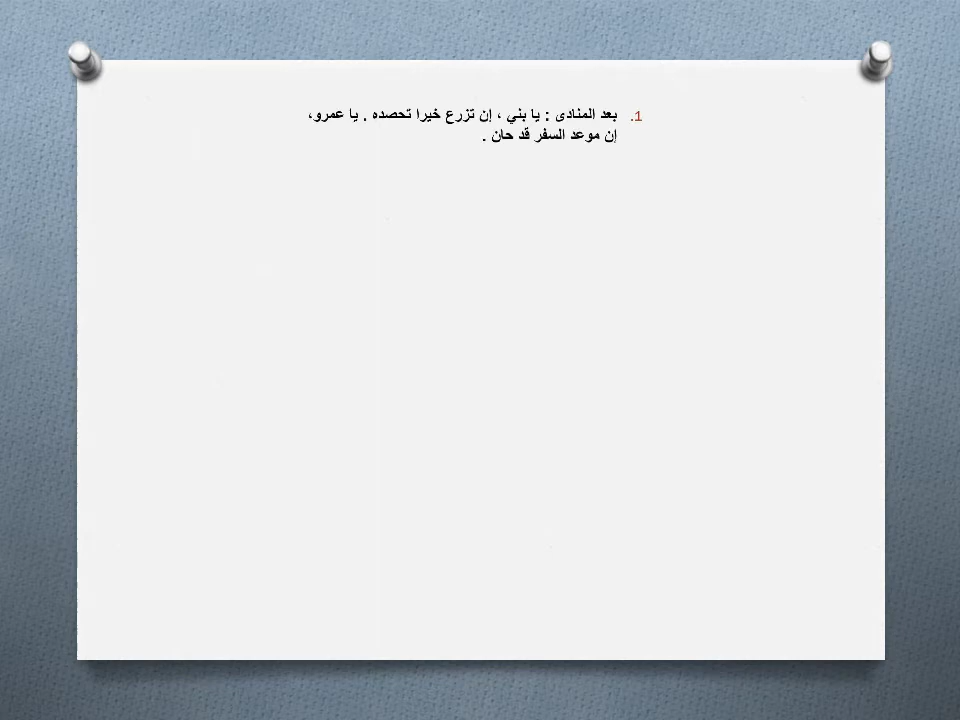 1. بعد المنادى : يا بني ، إن تزرع خيرا تحصده . يا عمرو،
إن موعد السفر قد حان .